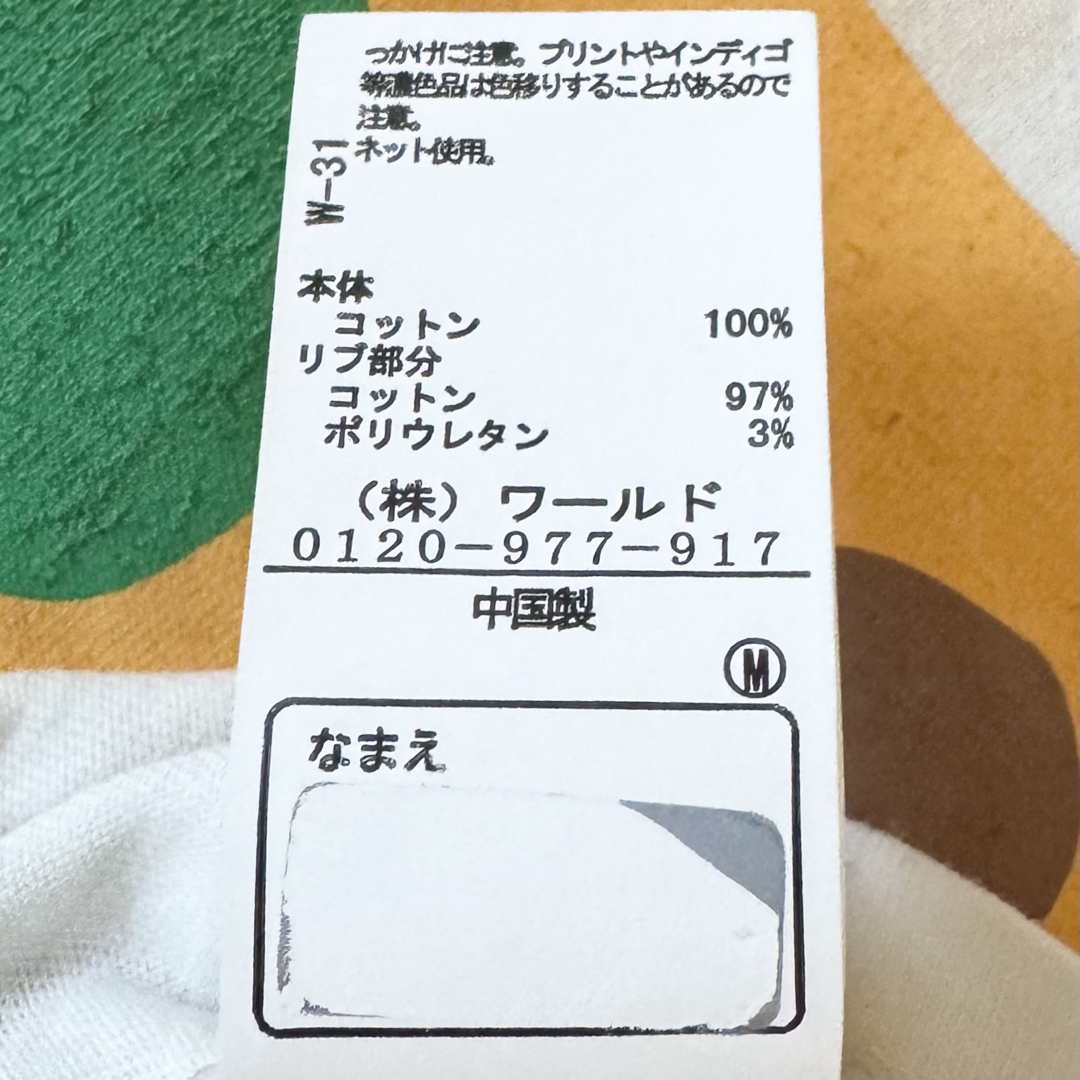 つかけに注意。プリントやインディゴ
等濃色品は色移りすることがあるので
注意。
ネット使用。
W-31
本体
コットン 100%
リブ部分
コットン 97%
ポリウレタン 3%
(株) ワールド
0120-977-917
中国製
Ⓜ
なまえ